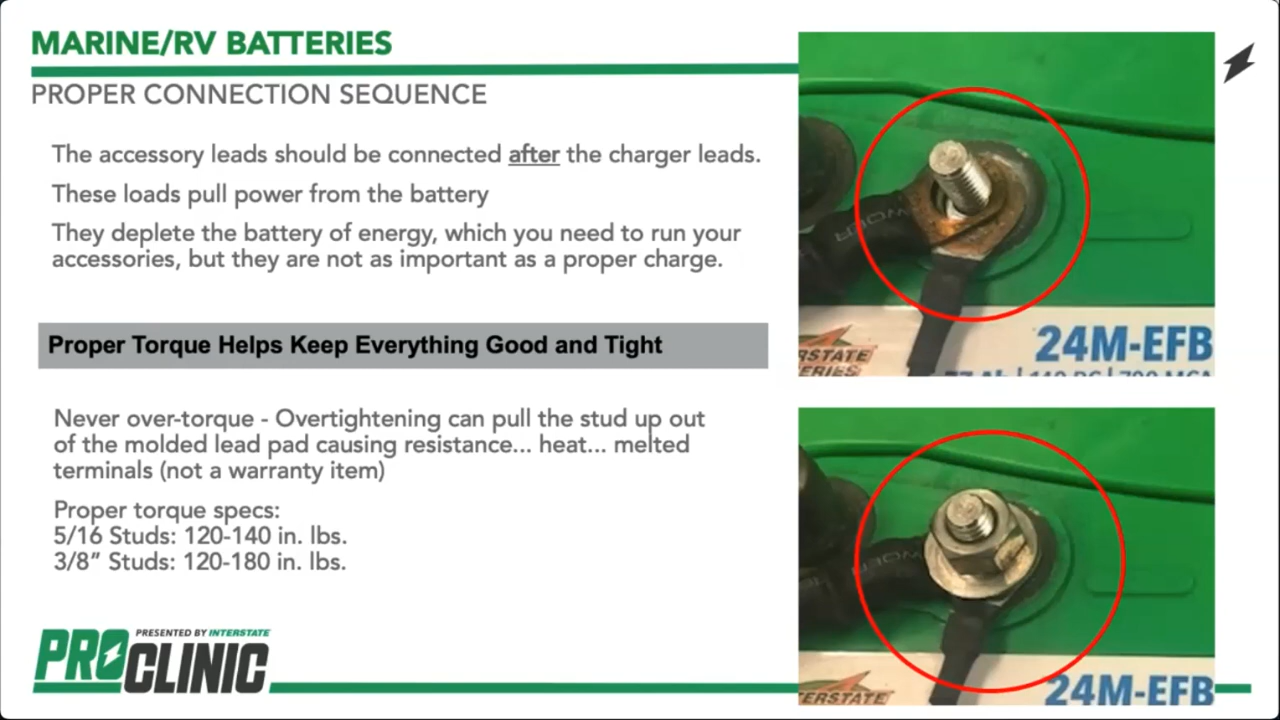 MARINE/RV BATTERIES
PROPER CONNECTION SEQUENCE
The accessory leads should be connected after the charger leads.
These loads pull power from the battery
They deplete the battery of energy, which you need to run your
accessories, but they are not as important as a proper charge.
Proper Torque Helps Keep Everything Good and Tight
Never over-torque - Overtightening can pull the stud up out
of the molded lead pad causing resistance... heat... melted
terminals (not a warranty item)
Proper torque specs:
5/16 Studs: 120-140 in. lbs.
3/8” Studs: 120-180 in. lbs.
PRESENTED BY INTERSTATE
PRO CLINIC
RSTATE
ERIES
24M-EFB
TERSTATE
24M-EFB